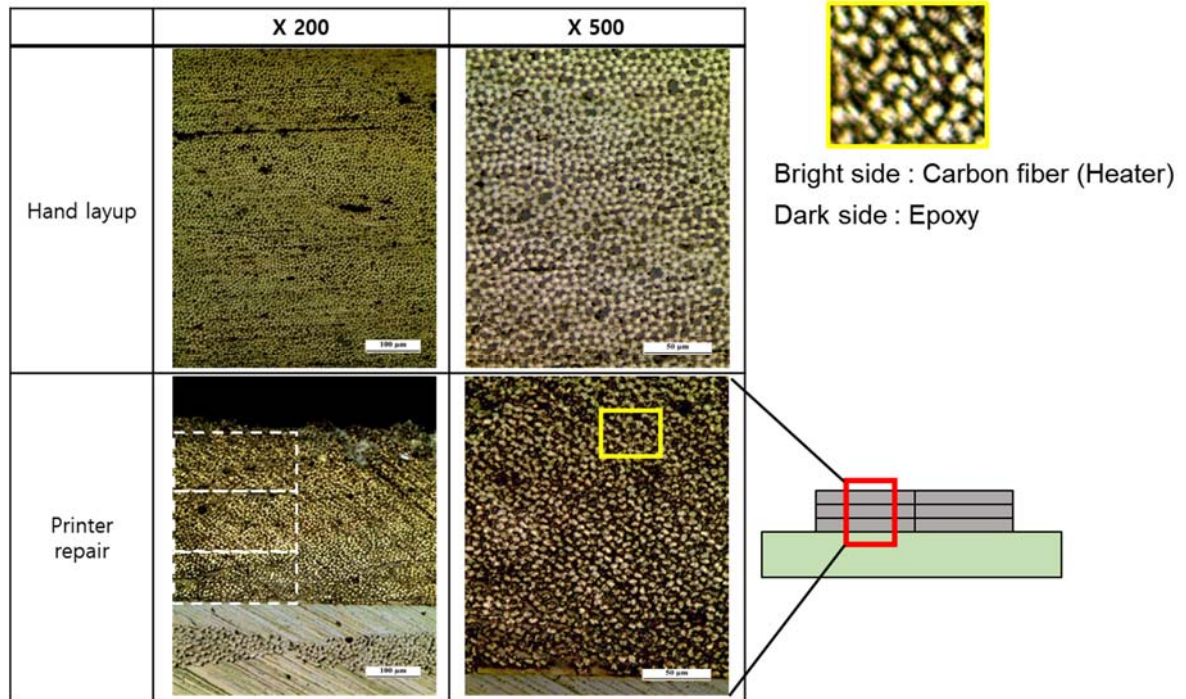 X 200
X 500
Hand layup
100 μm
50 μm
Bright side : Carbon fiber (Heater)
Dark side : Epoxy
Printer
repair
100 μm
50 μm